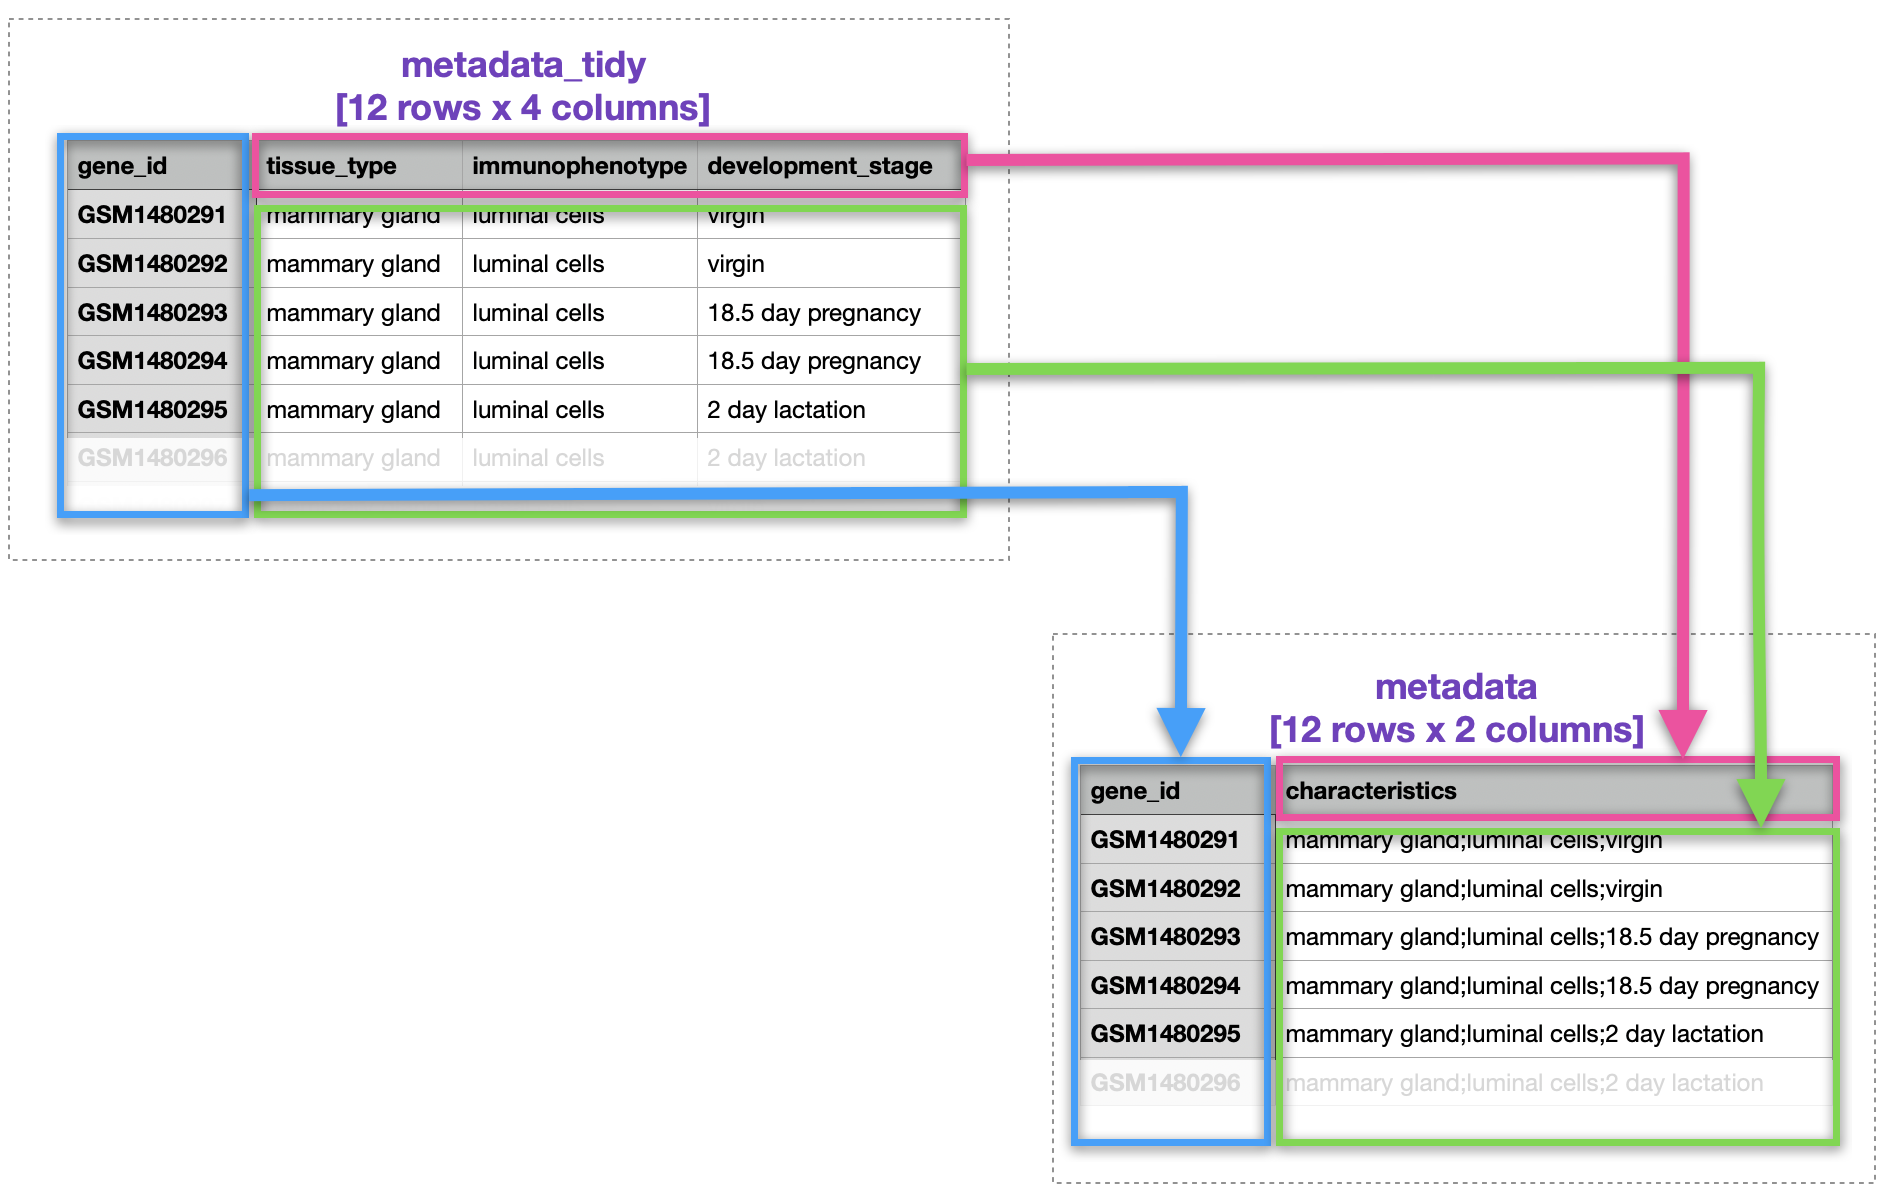 metadata_tidy
[12 rows x 4 columns]
gene_id tissue_type immunophenotype development_stage
GSM1480291 mammary gland luminal cells virgin
GSM1480292 mammary gland luminal cells virgin
GSM1480293 mammary gland luminal cells 18.5 day pregnancy
GSM1480294 mammary gland luminal cells 18.5 day pregnancy
GSM1480295 mammary gland luminal cells 2 day lactation
GSM1480296 mammary gland luminal cells 2 day lactation
metadata
[12 rows x 2 columns]
gene_id characteristics
GSM1480291 mammary gland;luminal cells;virgin
GSM1480292 mammary gland;luminal cells;virgin
GSM1480293 mammary gland;luminal cells;18.5 day pregnancy
GSM1480294 mammary gland;luminal cells;18.5 day pregnancy
GSM1480295 mammary gland;luminal cells;2 day lactation
GSM1480296 mammary gland;luminal cells;2 day lactation